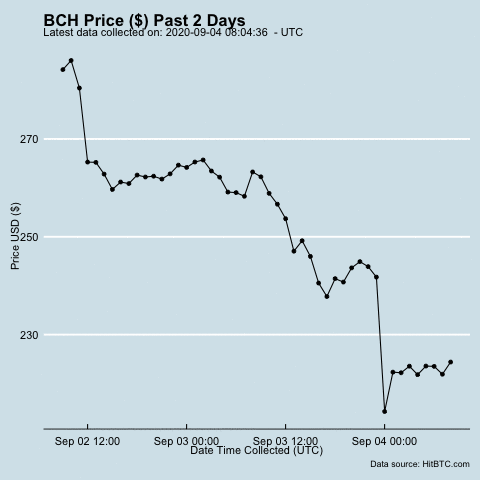 BCH Price ($) Past 2 Days
Latest data collected on: 2020-09-04 08:04:36 - UTC
270
250
230
Price USD ($)
Sep 02 12:00 Sep 03 00:00 Sep 03 12:00 Sep 04 00:00
Date Time Collected (UTC)
Data source: HitBTC.com